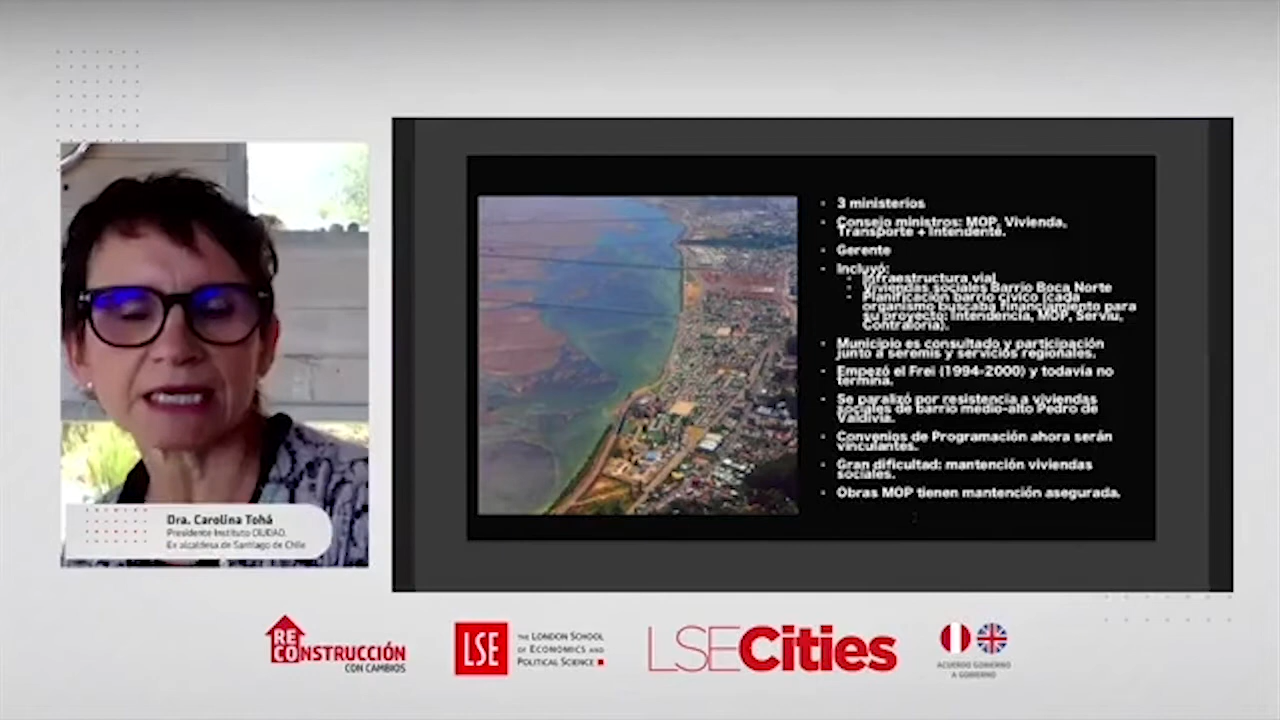 3 ministerios
Consejo ministros: MOP, Vivienda,
Transporte + Intendente.
Gerente
Incluyó:
Infraestructura vial
Viviendas sociales Barrio Boca Norte
Planificación barrio cívico (cada
organismo buscaba financiamiento para
su proyecto: Intendencia, MOP, Serviu,
Contraloría).
Municipio es consultado y participación
junto a seremis y servicios regionales.
Empezó el Frei (1994-2000) y todavía no
termina.
Se paralizó por resistencia a viviendas
sociales de barrio medio-alto Pedro de
Valdivia.
Convenios de Programación ahora serán
vinculantes.
Gran dificultad: mantención viviendas
sociales.
Obras MOP tienen mantención asegurada.
Dra. Carolina Tohá
Presidente Instituto CIUDAD.
Ex alcaldesa de Santiago de Chile
RE
CONSTRUCCIÓN
CON CAMBIOS
LSE
THE LONDON SCHOOL
OF ECONOMICS AND
POLITICAL SCIENCE
LSECities
ACUERDO GOBIERNO
A GOBIERNO